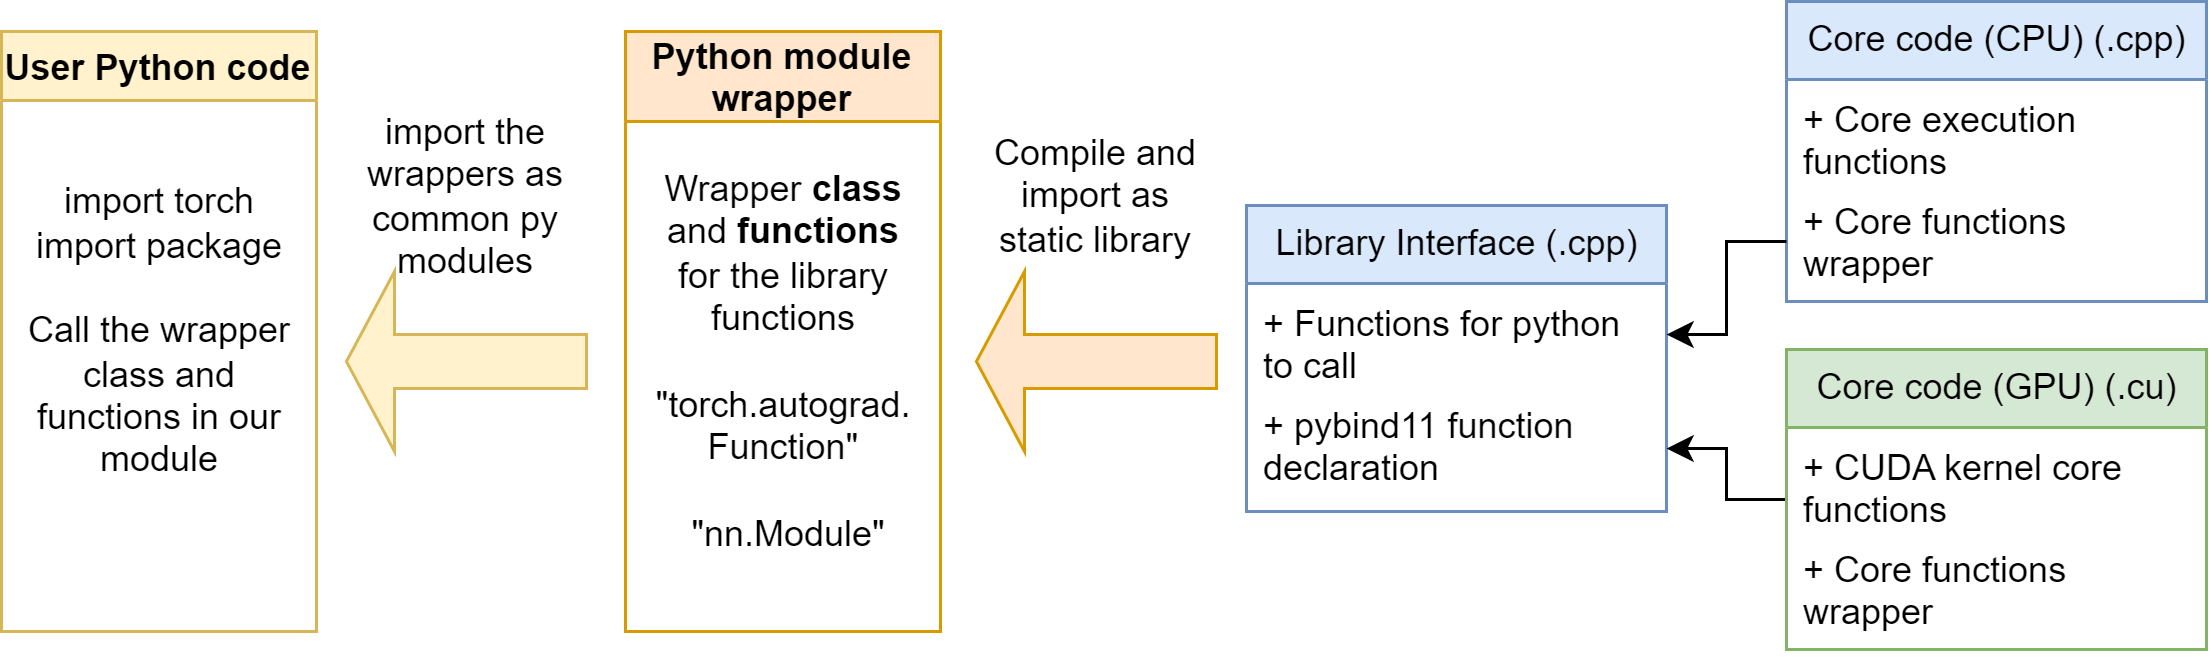 User Python code
import torch
import package
Call the wrapper
class and
functions in our
module
import the
wrappers as
common py
modules
Python module
wrapper
Wrapper class
and functions
for the library
functions
"torch.autograd.
Function"
"nn.Module"
Compile and
import as
static library
Library Interface (.cpp)
+ Functions for python
to call
+ pybind11 function
declaration
Core code (CPU) (.cpp)
+ Core execution
functions
+ Core functions
wrapper
Core code (GPU) (.cu)
+ CUDA kernel core
functions
+ Core functions
wrapper